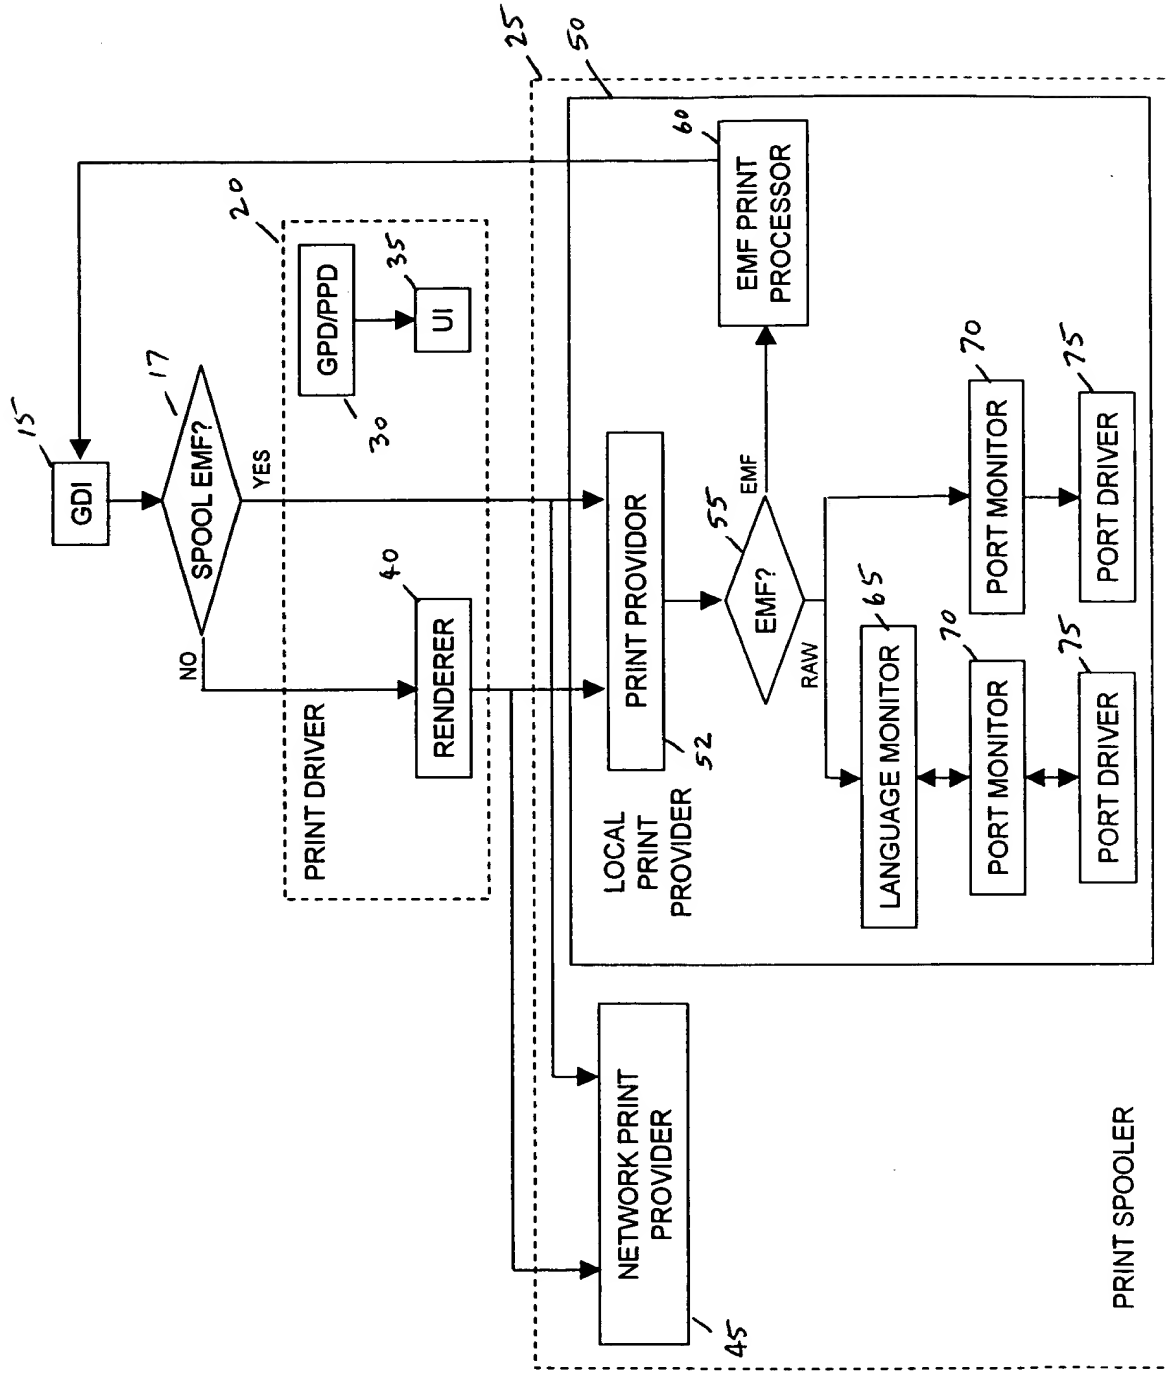 15
GDI
17
SPOOL EMF?
NO
YES
20
PRINT DRIVER
GPD/PPD
30
35
UI
40
RENDERER
25
50
LOCAL
PRINT
PROVIDER
PRINT PROVIDOR
52
55
EMF?
EMF
RAW
60
EMF PRINT
PROCESSOR
65
LANGUAGE MONITOR
70
PORT MONITOR
70
PORT MONITOR
75
PORT DRIVER
75
PORT DRIVER
NETWORK PRINT
PROVIDER
45
PRINT SPOOLER